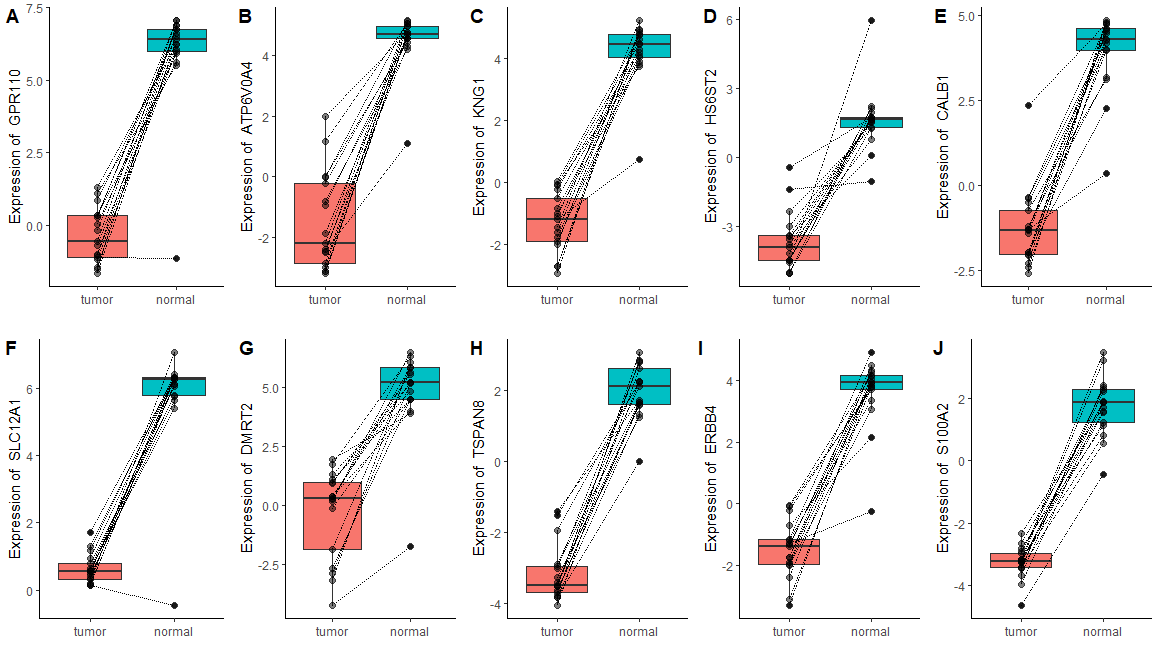 A
Expression of GPR110
7.5
5.0
2.5
0.0
tumor
normal
B
Expression of ATP6V0A4
4
2
0
-2
tumor
normal
C
Expression of KNG1
4
2
0
-2
tumor
normal
D
Expression of HS6ST2
6
3
0
-3
tumor
normal
E
Expression of CALB1
5.0
2.5
0.0
-2.5
tumor
normal
F
Expression of SLC12A1
6
4
2
0
tumor
normal
G
Expression of DMRT2
5.0
2.5
0.0
-2.5
tumor
normal
H
Expression of TSPAN8
2
0
-2
-4
tumor
normal
I
Expression of ERBB4
4
2
0
-2
tumor
normal
J
Expression of S100A2
2
0
-2
-4
tumor
normal